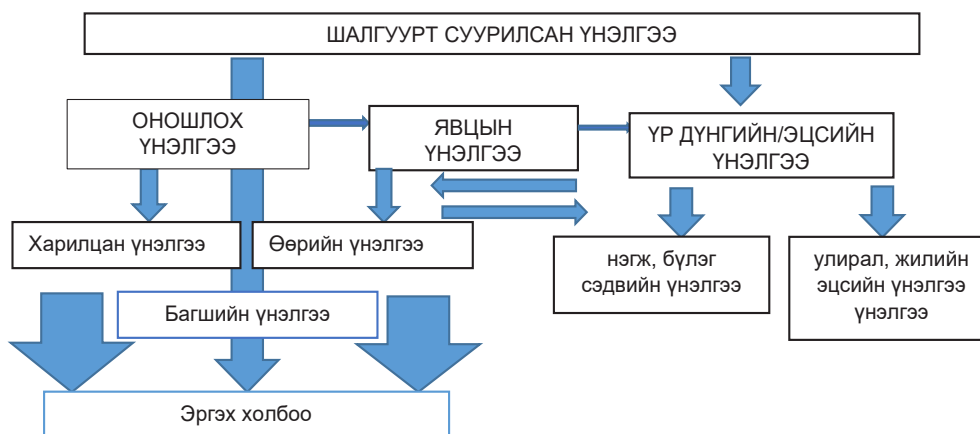 ШАЛГУУРТ СУУРИЛСАН ҮНЭЛГЭЭ
ОНОШЛОХ
ҮНЭЛГЭЭ
ЯВЦЫН
ҮНЭЛГЭЭ
ҮР ДҮНГИЙН/ЭЦСИЙН
ҮНЭЛГЭЭ
Харилцан үнэлгээ
Өөрийн үнэлгээ
нэгж, бүлэг
сэдвийн үнэлгээ
улирал, жилийн
эцсийн үнэлгээ
үнэлгээ
Багшийн үнэлгээ
Эргэх холбоо